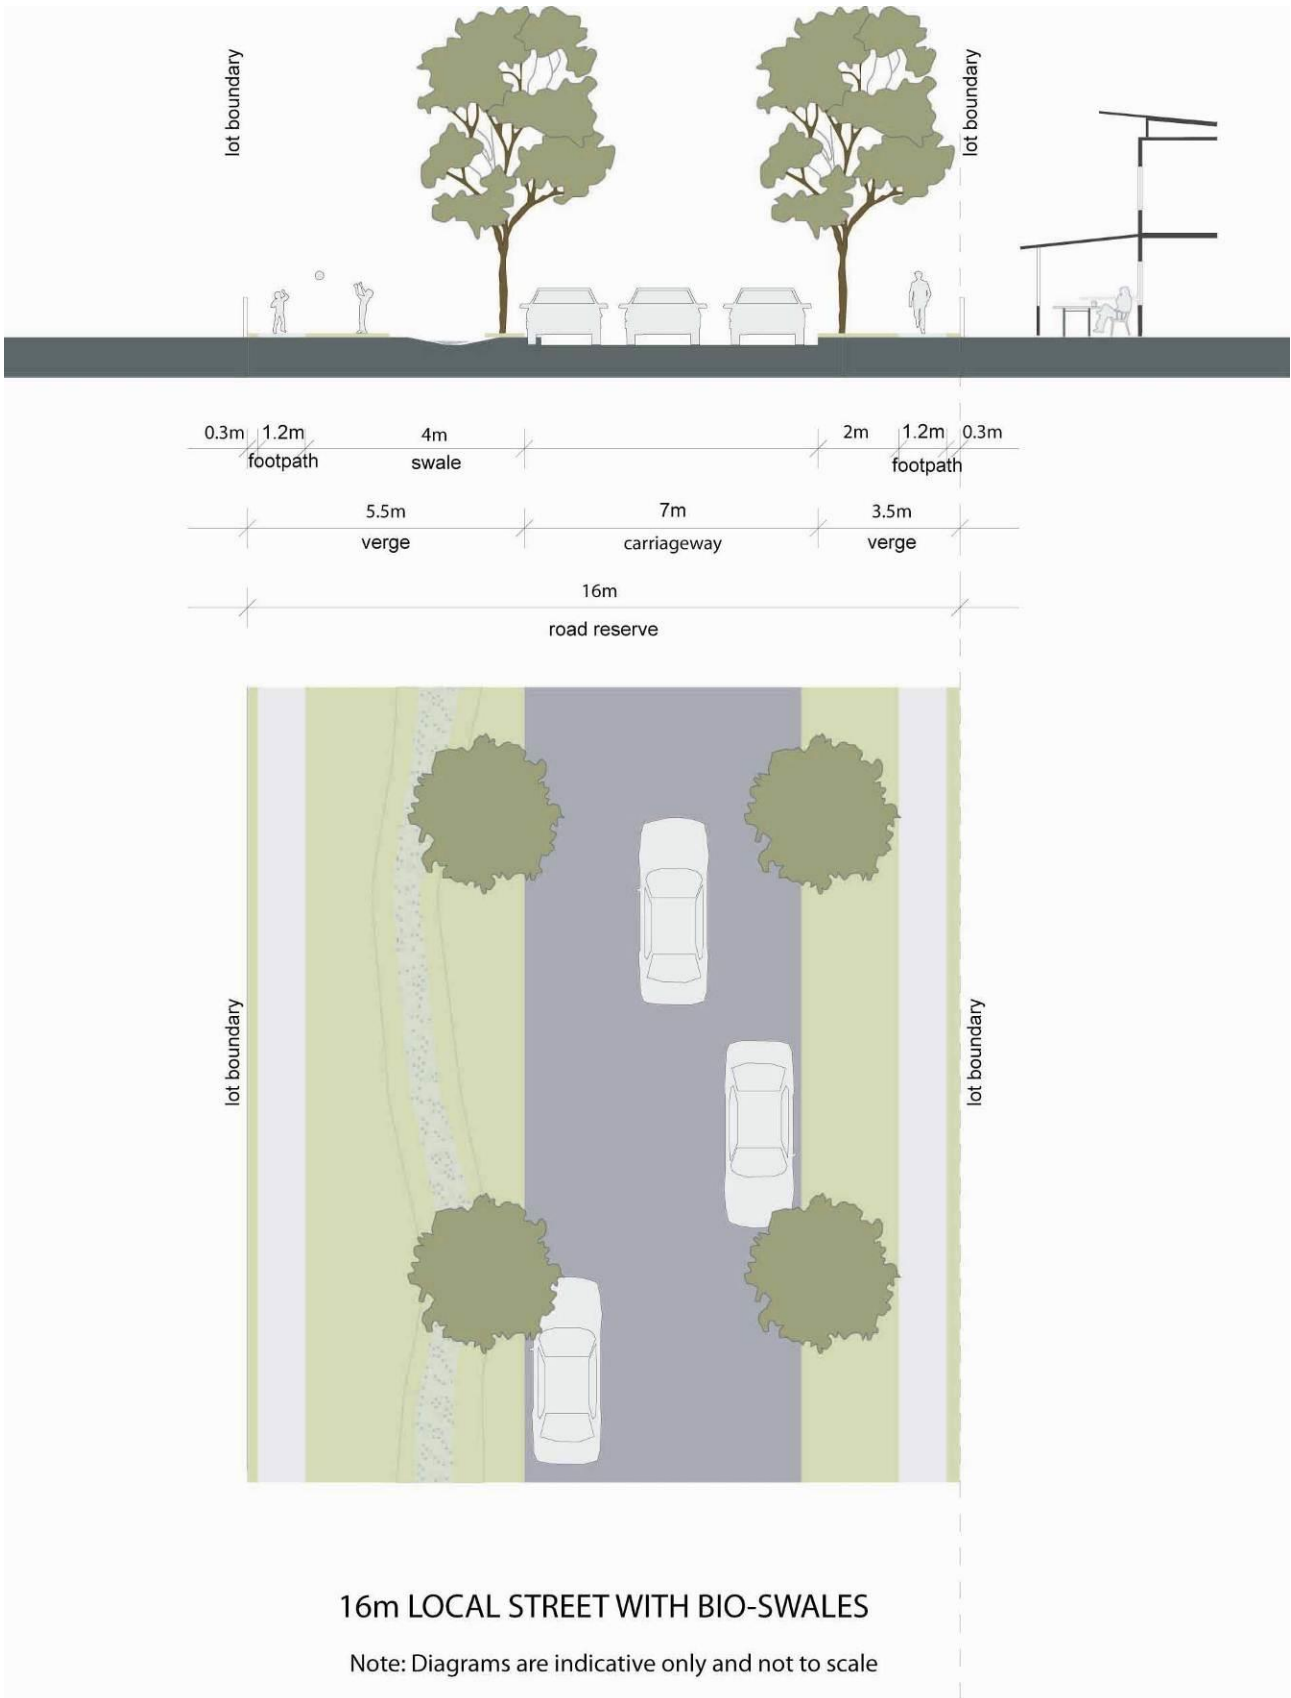 lot boundary
lot boundary
0.3m 1.2m 4m 2m 1.2m 0.3m
footpath swale footpath
5.5m 7m 3.5m
verge carriageway verge
16m
road reserve
lot boundary
lot boundary
16m LOCAL STREET WITH BIO-SWALES
Note: Diagrams are indicative only and not to scale